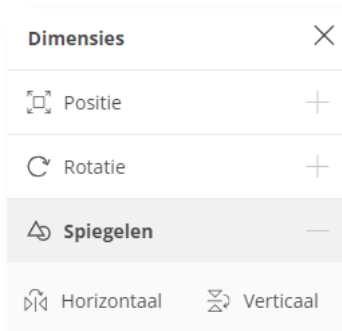 Dimensies
Positie
Rotatie
Spiegelen
Horizontaal Verticaal